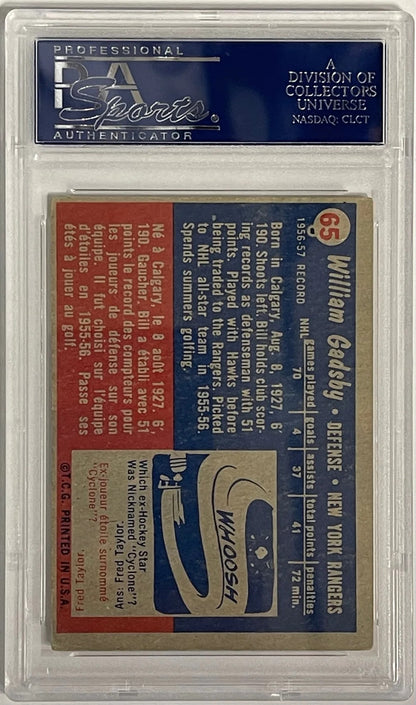 PROFESSIONAL
PSA
Sports.
AUTHENTICATOR
A
DIVISION OF
COLLECTORS
UNIVERSE
NASDAQ: CLCT
65
William Gadsby • DEFENSE • NEW YORK RANGERS
1956-57 RECORD
games played goals assists total points penalties
NHL 70 4 37 41 72 min.
Born in Calgary, Aug. 8, 1927. 6'
190. Shoots left. Bill holds club scor-
ing records as defenseman with 51
points. Played with Hawks before
being traded to the Rangers. Picked
to NHL all-star team in 1955-56.
Spends summers golfing.
Né à Calgary, le 8 août 1927. 6'
190. Gaucher, Bill a établi avec 51
points le record des compteurs pour
les joueurs de défense sur son
équipe. Il fut choisi sur l'équipe
d'étoiles en 1955-56. Passe ses
étés à jouer au golf.
WHOOSH
Which ex-Hockey Star
Was Nicknamed "Cyclone"?
Ans: Fred Taylor.
Ex-joueur étoile surnommé
"Cyclone"?
Fred Taylor.
©T.C.G. PRINTED IN U.S.A.